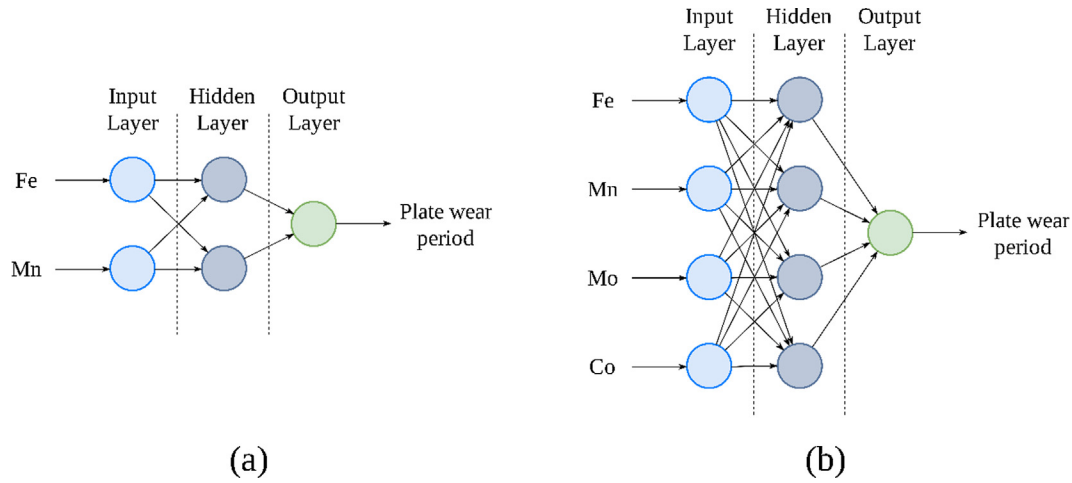 Input
Layer
Hidden
Layer
Output
Layer
Fe
Mn
Plate wear
period
(a)
Input
Layer
Hidden
Layer
Output
Layer
Fe
Mn
Mo
Co
Plate wear
period
(b)